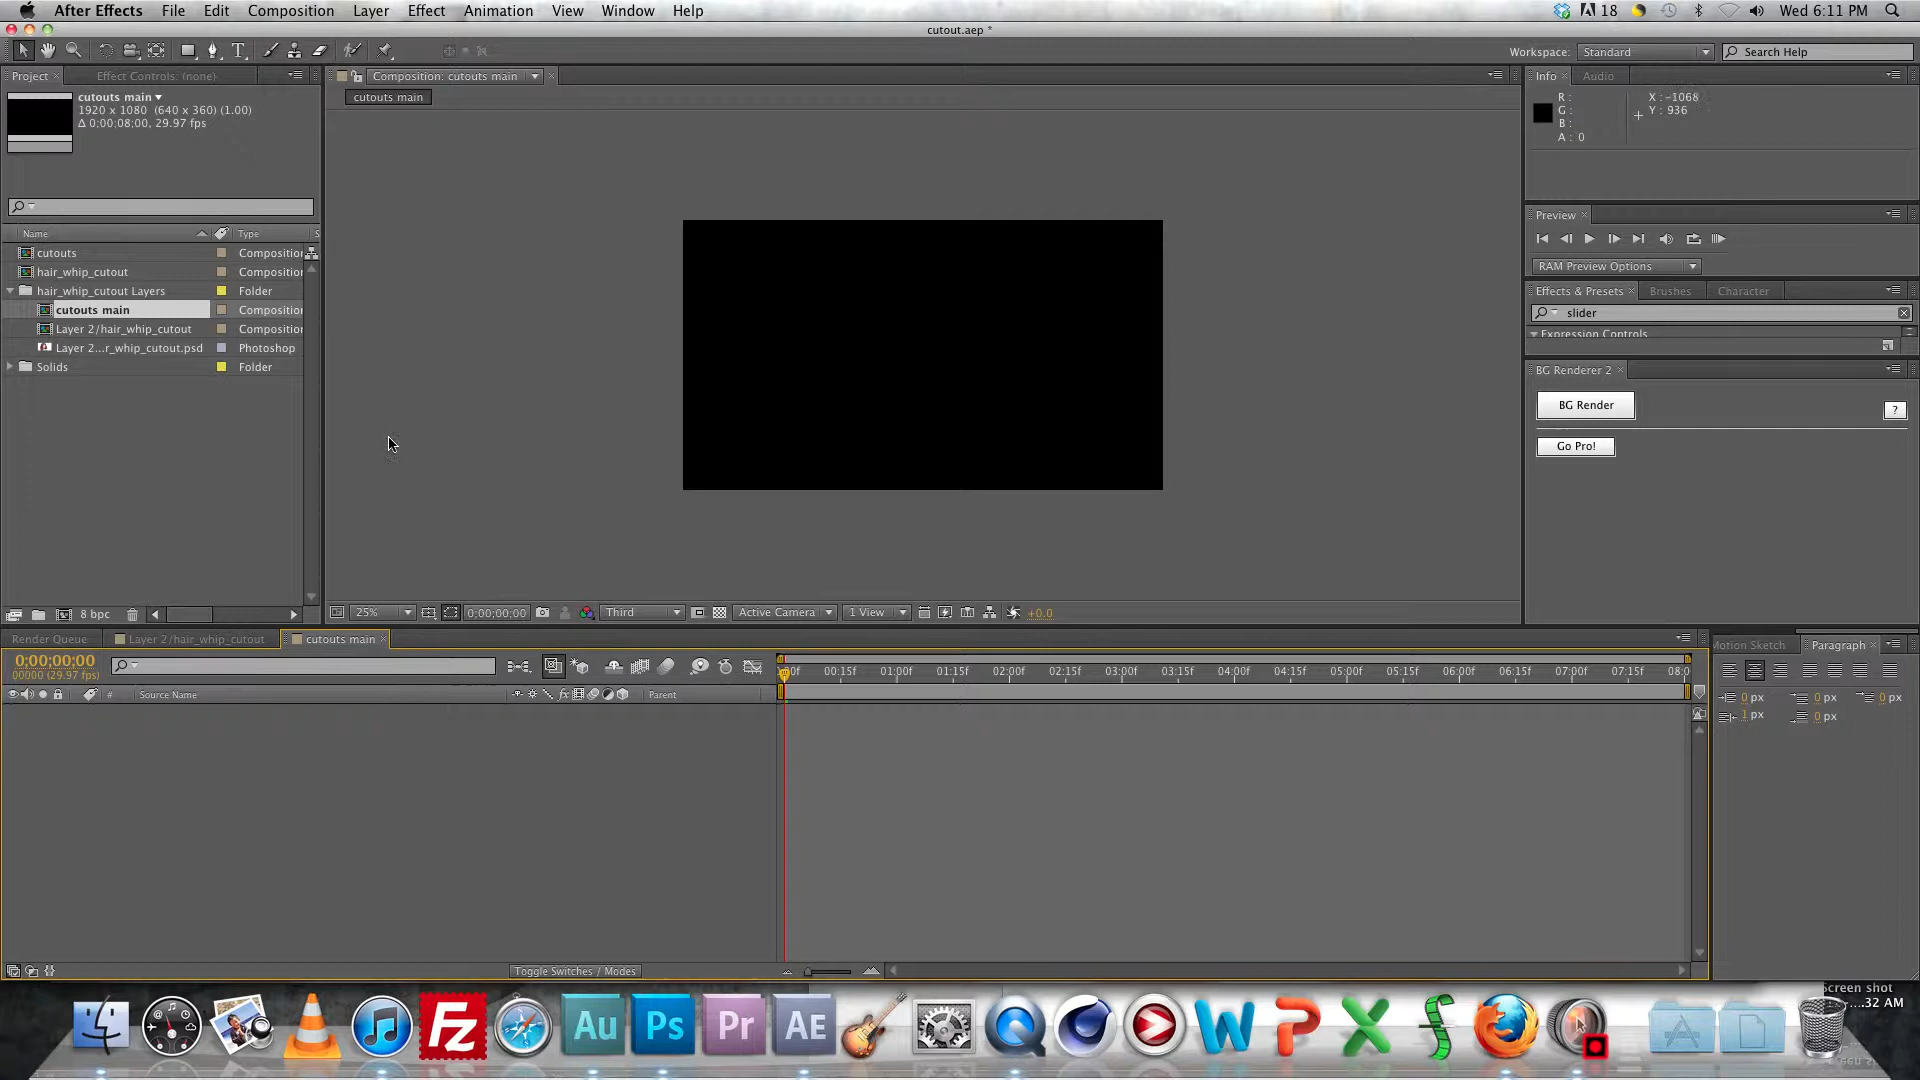 After Effects File Edit Composition Layer Effect Animation View Window Help 18 Wed 6:11 PM
cutout.aep *
Workspace: Standard Search Help
Project Effect Controls: (none) Composition: cutouts main Info Audio
cutouts main
1920 x 1080 (640 x 360) (1.00)
Δ 0;00;08;00, 29.97 fps
cutouts main
R :
G :
B :
A : 0
X : -1068
Y : 936
Preview
RAM Preview Options
Effects & Presets Brushes Character
slider
Expression Controls
BG Renderer 2
BG Render
?
Go Pro!
Name Type S
cutouts Compositio
hair_whip_cutout Compositio
hair_whip_cutout Layers Folder
cutouts main Compositio
Layer 2/hair_whip_cutout Compositio
Layer 2...r_whip_cutout.psd Photoshop
Solids Folder
8 bpc
25% 0;00;00;00 Third Active Camera 1 View +0.0
Render Queue Layer 2/hair_whip_cutout cutouts main
0;00;00;00
00000 (29.97 fps)
# Source Name fx Parent
00f 00:15f 01:00f 01:15f 02:00f 02:15f 03:00f 03:15f 04:00f 04:15f 05:00f 05:15f 06:00f 06:15f 07:00f 07:15f 08:0
Motion Sketch Paragraph
0 px 0 px 0 px
1 px 0 px
Toggle Switches / Modes
Screen shot
....32 AM
Fz Au Ps Pr AE W P X